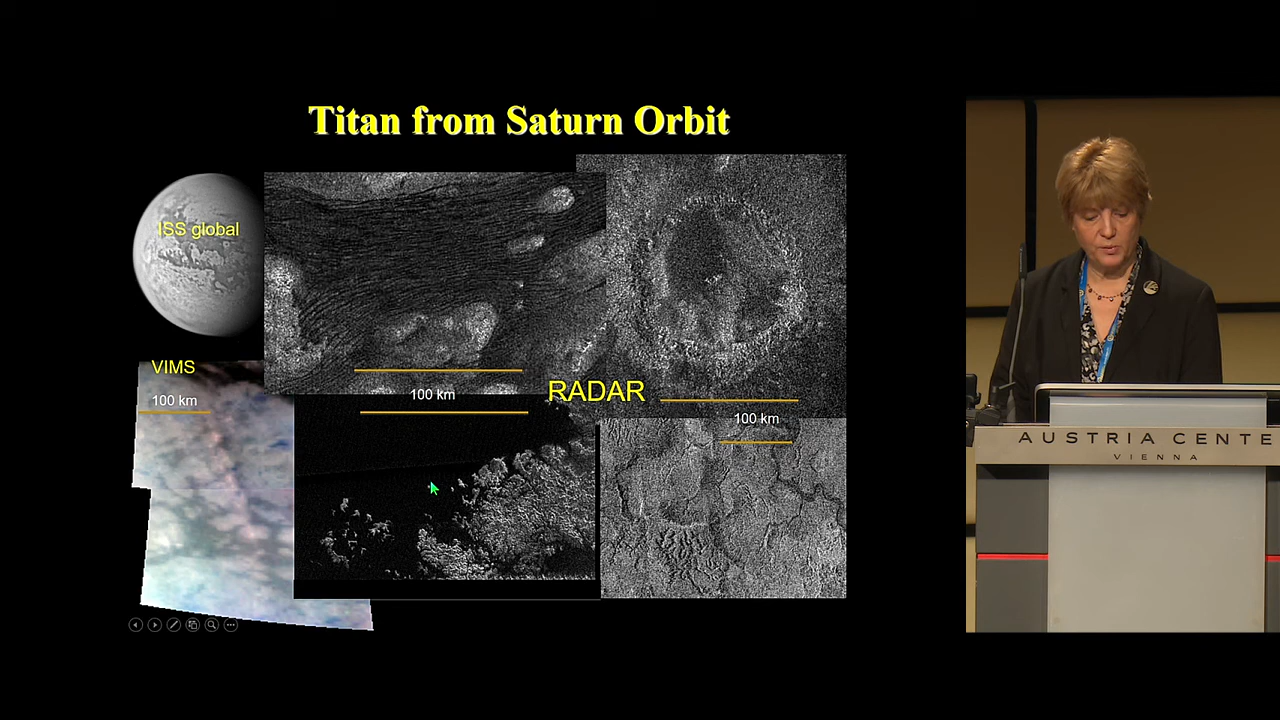 Titan from Saturn Orbit
ISS global
VIMS
100 km
100 km
RADAR
100 km
AUSTRIA CENTE
VIENNA